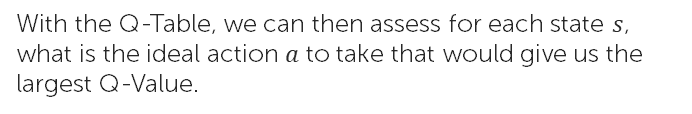 With the Q-Table, we can then assess for each state s,
what is the ideal action a to take that would give us the
largest Q-Value.